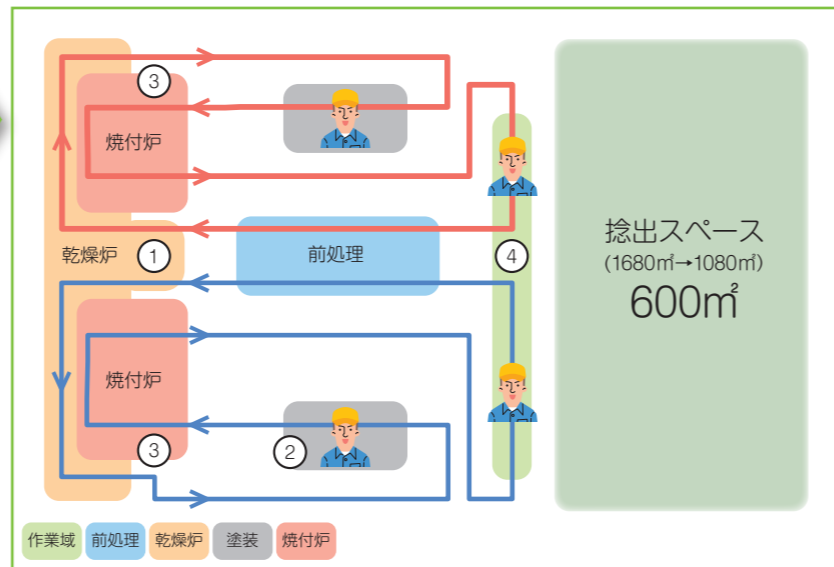 ③
焼付炉
乾燥炉
①
前処理
④
焼付炉
③
②
捻出スペース
(1680㎡→1080㎡)
600㎡
作業域
前処理
乾燥炉
塗装
焼付炉